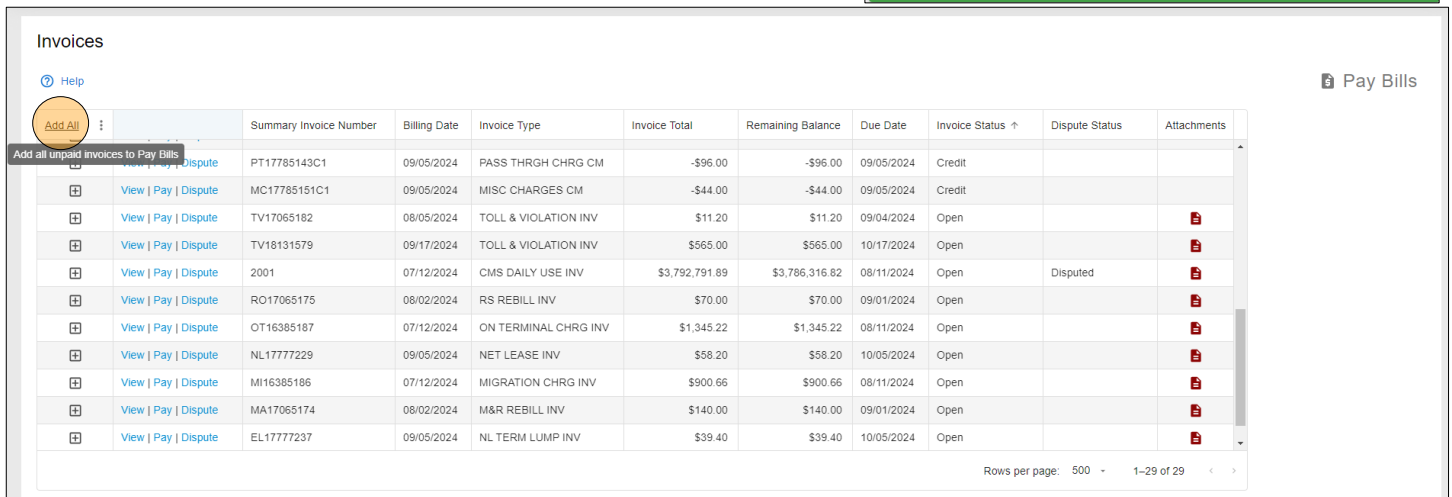 Invoices
Help
Pay Bills
Add All Summary Invoice Number Billing Date Invoice Type Invoice Total Remaining Balance Due Date Invoice Status ↑ Dispute Status Attachments
Add all unpaid invoices to Pay Bills
View | Pay | Dispute PT17785143C1 09/05/2024 PASS THRGH CHRG CM -$96.00 -$96.00 09/05/2024 Credit
View | Pay | Dispute MC17785151C1 09/05/2024 MISC CHARGES CM -$44.00 -$44.00 09/05/2024 Credit
View | Pay | Dispute TV17065182 08/05/2024 TOLL & VIOLATION INV $11.20 $11.20 09/04/2024 Open
View | Pay | Dispute TV18131579 09/17/2024 TOLL & VIOLATION INV $565.00 $565.00 10/17/2024 Open
View | Pay | Dispute 2001 07/12/2024 CMS DAILY USE INV $3,792,791.89 $3,786,316.82 08/11/2024 Open Disputed
View | Pay | Dispute RO17065175 08/02/2024 RS REBILL INV $70.00 $70.00 09/01/2024 Open
View | Pay | Dispute OT16385187 07/12/2024 ON TERMINAL CHRG INV $1,345.22 $1,345.22 08/11/2024 Open
View | Pay | Dispute NL17777229 09/05/2024 NET LEASE INV $58.20 $58.20 10/05/2024 Open
View | Pay | Dispute MI16385186 07/12/2024 MIGRATION CHRG INV $900.66 $900.66 08/11/2024 Open
View | Pay | Dispute MA17065174 08/02/2024 M&R REBILL INV $140.00 $140.00 09/01/2024 Open
View | Pay | Dispute EL17777237 09/05/2024 NL TERM LUMP INV $39.40 $39.40 10/05/2024 Open
Rows per page: 500 1–29 of 29